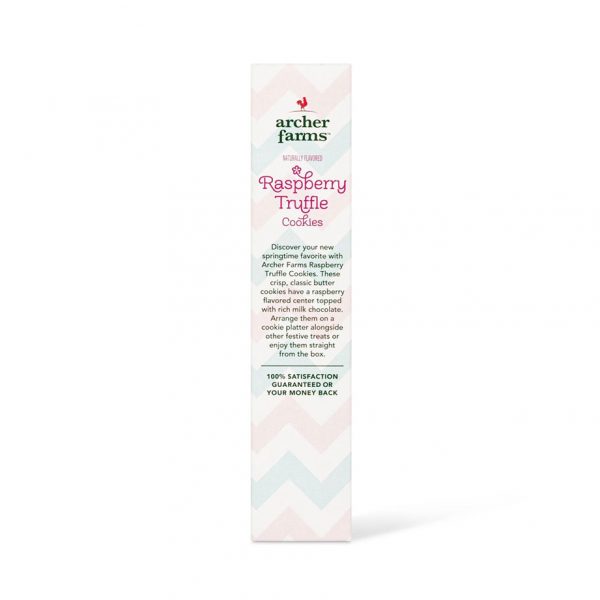 archer
farms™
NATURALLY FLAVORED
Raspberry
Truffle
Cookies
Discover your new
springtime favorite with
Archer Farms Raspberry
Truffle Cookies. These
crisp, classic butter
cookies have a raspberry
flavored center topped
with rich milk chocolate.
Arrange them on a
cookie platter alongside
other festive treats or
enjoy them straight
from the box.
100% SATISFACTION
GUARANTEED OR
YOUR MONEY BACK